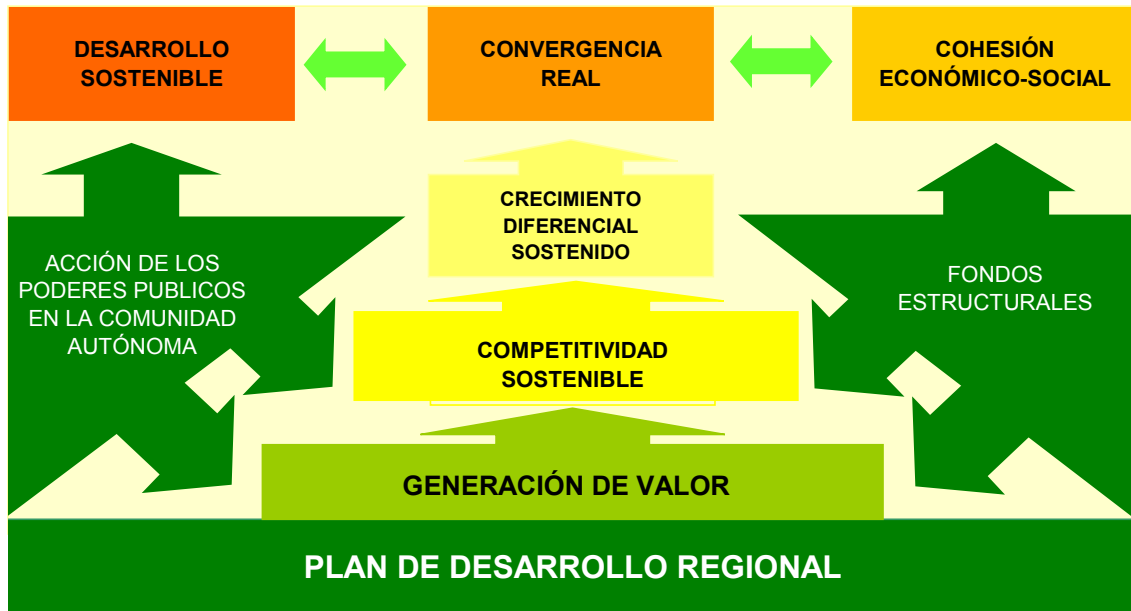 DESARROLLO
SOSTENIBLE
CONVERGENCIA
REAL
COHESIÓN
ECONÓMICO-SOCIAL
CRECIMIENTO
DIFERENCIAL
SOSTENIDO
ACCIÓN DE LOS
PODERES PUBLICOS
EN LA COMUNIDAD
AUTÓNOMA
FONDOS
ESTRUCTURALES
COMPETITIVIDAD
SOSTENIBLE
GENERACIÓN DE VALOR
PLAN DE DESARROLLO REGIONAL